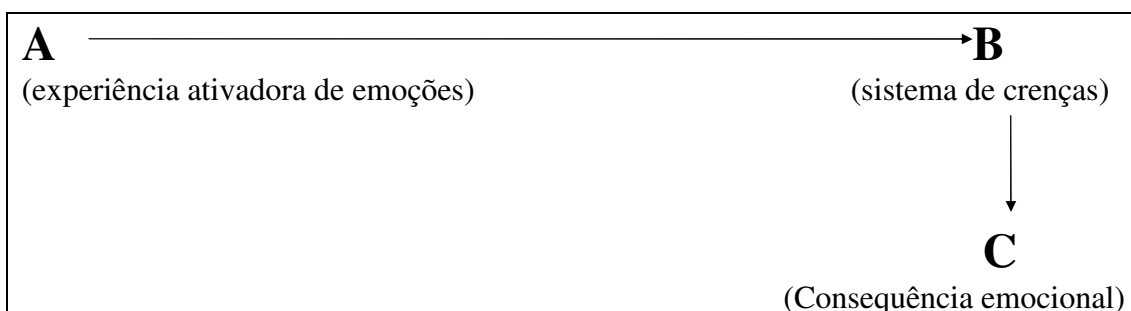 A B
(experiência ativadora de emoções) (sistema de crenças)
C
(Consequência emocional)